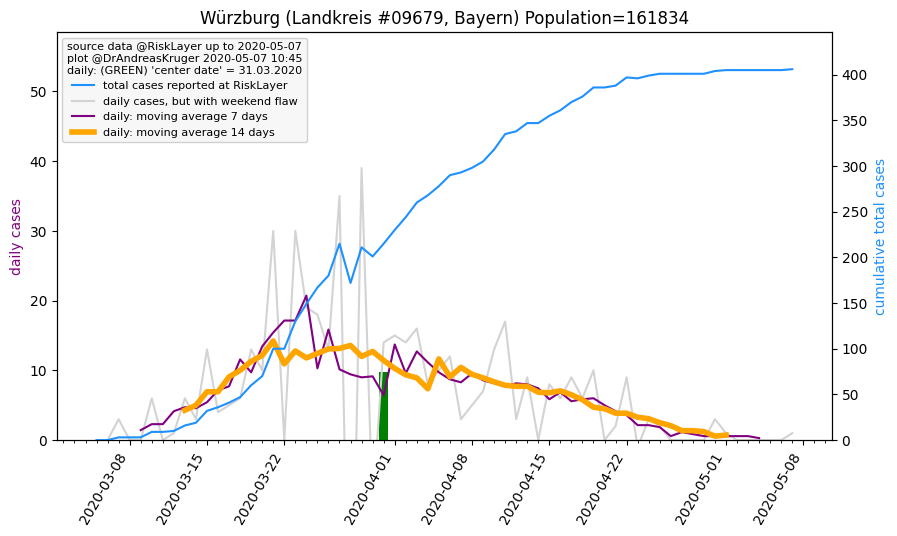 Würzburg (Landkreis #09679, Bayern) Population=161834
source data @RiskLayer up to 2020-05-07
plot @DrAndreasKruger 2020-05-07 10:45
daily: (GREEN) 'center date' = 31.03.2020
total cases reported at RiskLayer
daily cases, but with weekend flaw
daily: moving average 7 days
daily: moving average 14 days
daily cases
50
40
30
20
10
0
cumulative total cases
400
350
300
250
200
150
100
50
0
2020-03-08
2020-03-15
2020-03-22
2020-04-01
2020-04-08
2020-04-15
2020-04-22
2020-05-01
2020-05-08